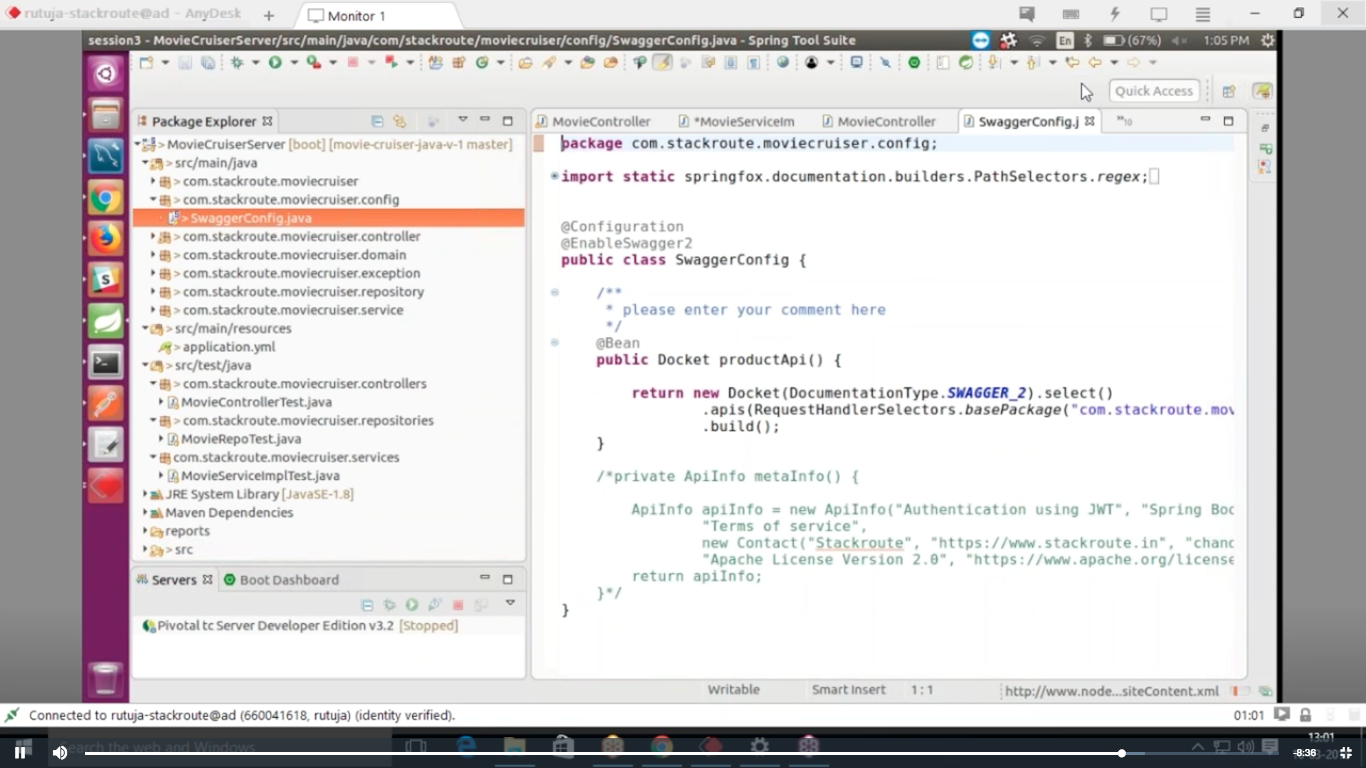 rutuja-stackroute@ad - AnyDesk
Monitor 1
session3 - MovieCruiserServer/src/main/java/com/stackroute/moviecruiser/config/SwaggerConfig.java - Spring Tool Suite
En
(67%)
1:05 PM
Quick Access
Package Explorer
> MovieCruiserServer [boot] [movie-cruiser-java-v-1 master]
> src/main/java
> com.stackroute.moviecruiser
> com.stackroute.moviecruiser.config
> SwaggerConfig.java
> com.stackroute.moviecruiser.controller
> com.stackroute.moviecruiser.domain
> com.stackroute.moviecruiser.exception
> com.stackroute.moviecruiser.repository
> com.stackroute.moviecruiser.service
> src/main/resources
> application.yml
> src/test/java
> com.stackroute.moviecruiser.controllers
> MovieControllerTest.java
> com.stackroute.moviecruiser.repositories
> MovieRepoTest.java
> com.stackroute.moviecruiser.services
> MovieServiceImplTest.java
JRE System Library [JavaSE-1.8]
Maven Dependencies
> reports
> src
Servers
Boot Dashboard
Pivotal tc Server Developer Edition v3.2 [Stopped]
MovieController
*MovieServiceIm
MovieController
SwaggerConfig.j
»10
package com.stackroute.moviecruiser.config;
import static springfox.documentation.builders.PathSelectors.regex;
@Configuration
@EnableSwagger2
public class SwaggerConfig {
/**
* please enter your comment here
*/
@Bean
public Docket productApi() {
return new Docket(DocumentationType.SWAGGER_2).select()
.apis(RequestHandlerSelectors.basePackage("com.stackroute.mov
.build();
}
/*private ApiInfo metaInfo() {
ApiInfo apiInfo = new ApiInfo("Authentication using JWT", "Spring Boo
"Terms of service",
new Contact("Stackroute", "https://www.stackroute.in", "chand
"Apache License Version 2.0", "https://www.apache.org/license
return apiInfo;
}*/
}
Writable
Smart Insert
1 : 1
http://www.node...siteContent.xml
Connected to rutuja-stackroute@ad (660041618, rutuja) (identity verified).
01:01
Search the web and Windows
13:01
-8:36